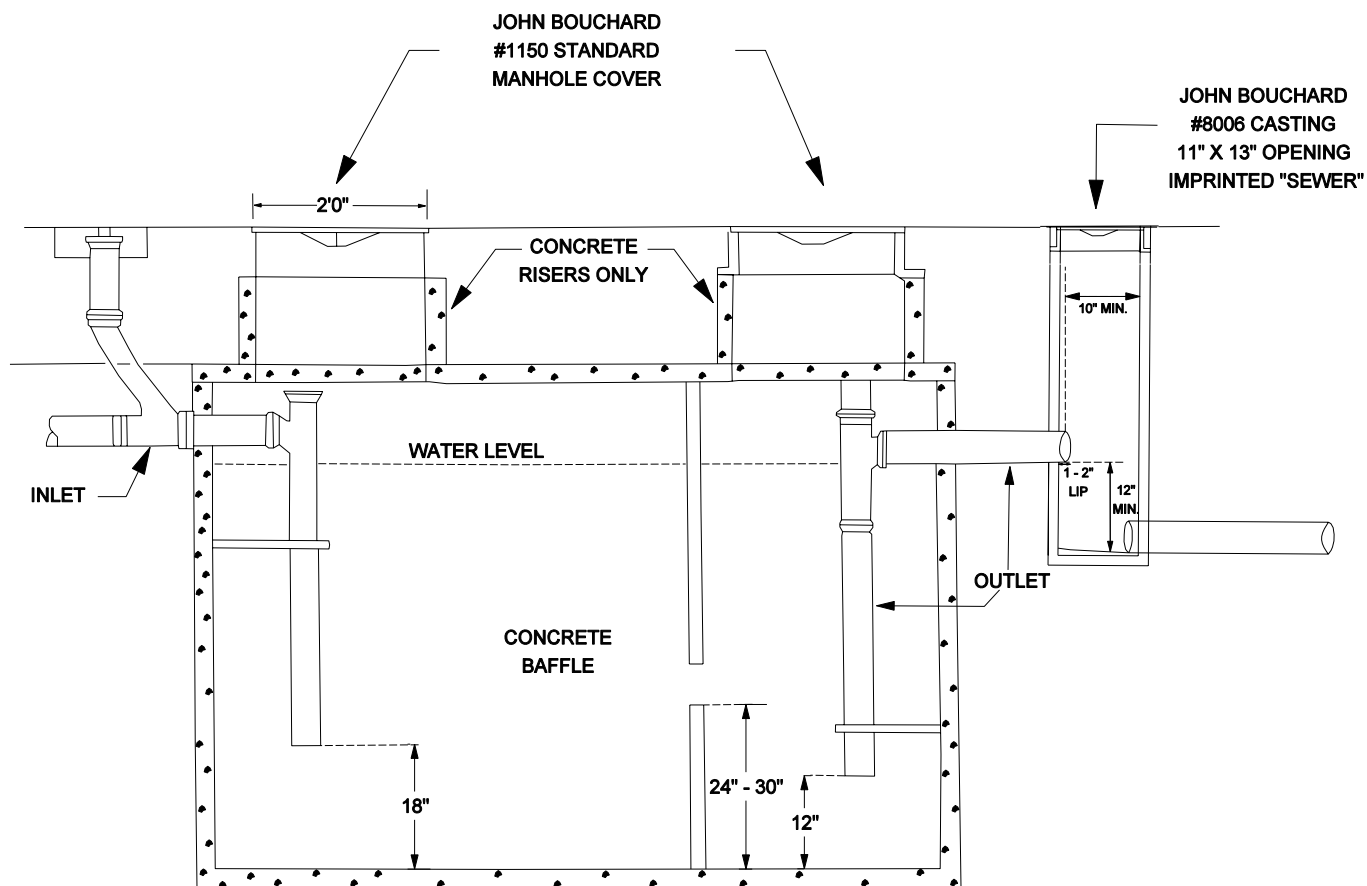 JOHN BOUCHARD
#1150 STANDARD
MANHOLE COVER
JOHN BOUCHARD
#8006 CASTING
11" X 13" OPENING
IMPRINTED "SEWER"
2'0"
CONCRETE
RISERS ONLY
10" MIN.
WATER LEVEL
INLET
1 - 2"
LIP
12"
MIN.
OUTLET
CONCRETE
BAFFLE
18"
24" - 30"
12"